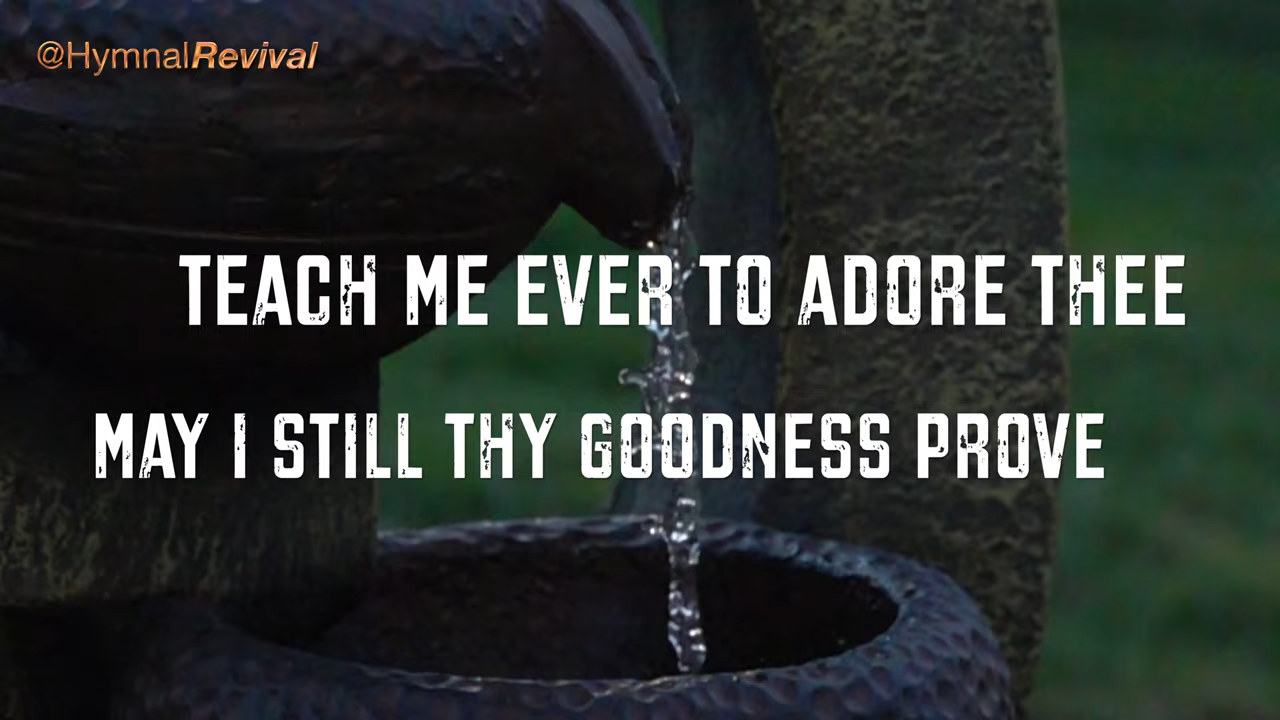 @HymnalRevival
TEACH ME EVER TO ADORE THEE
MAY I STILL THY GOODNESS PROVE